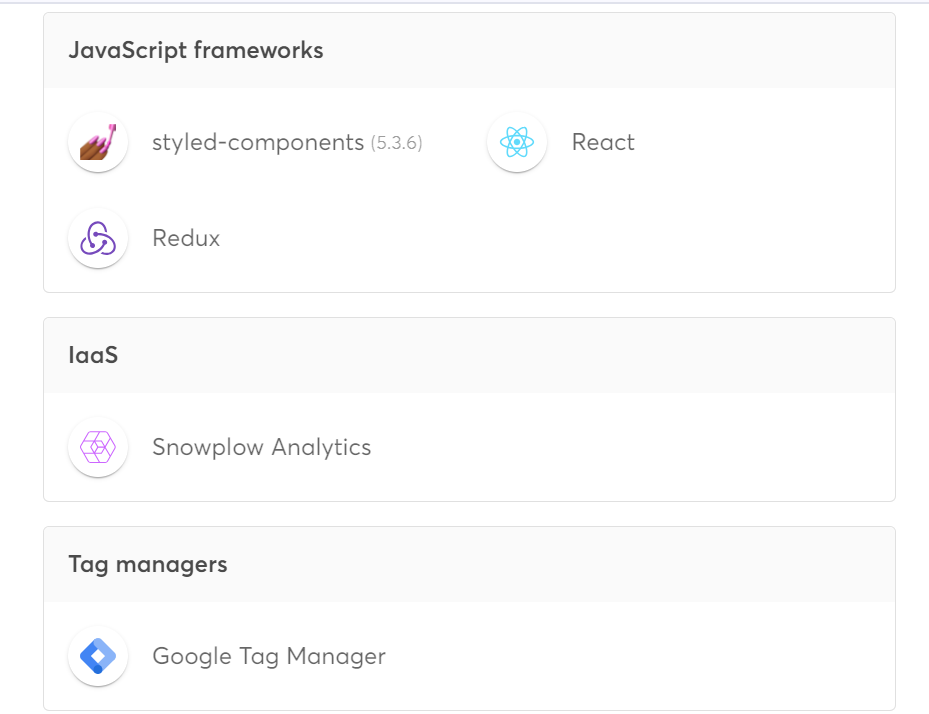 JavaScript frameworks
styled-components (5.3.6)
React
Redux
IaaS
Snowplow Analytics
Tag managers
Google Tag Manager